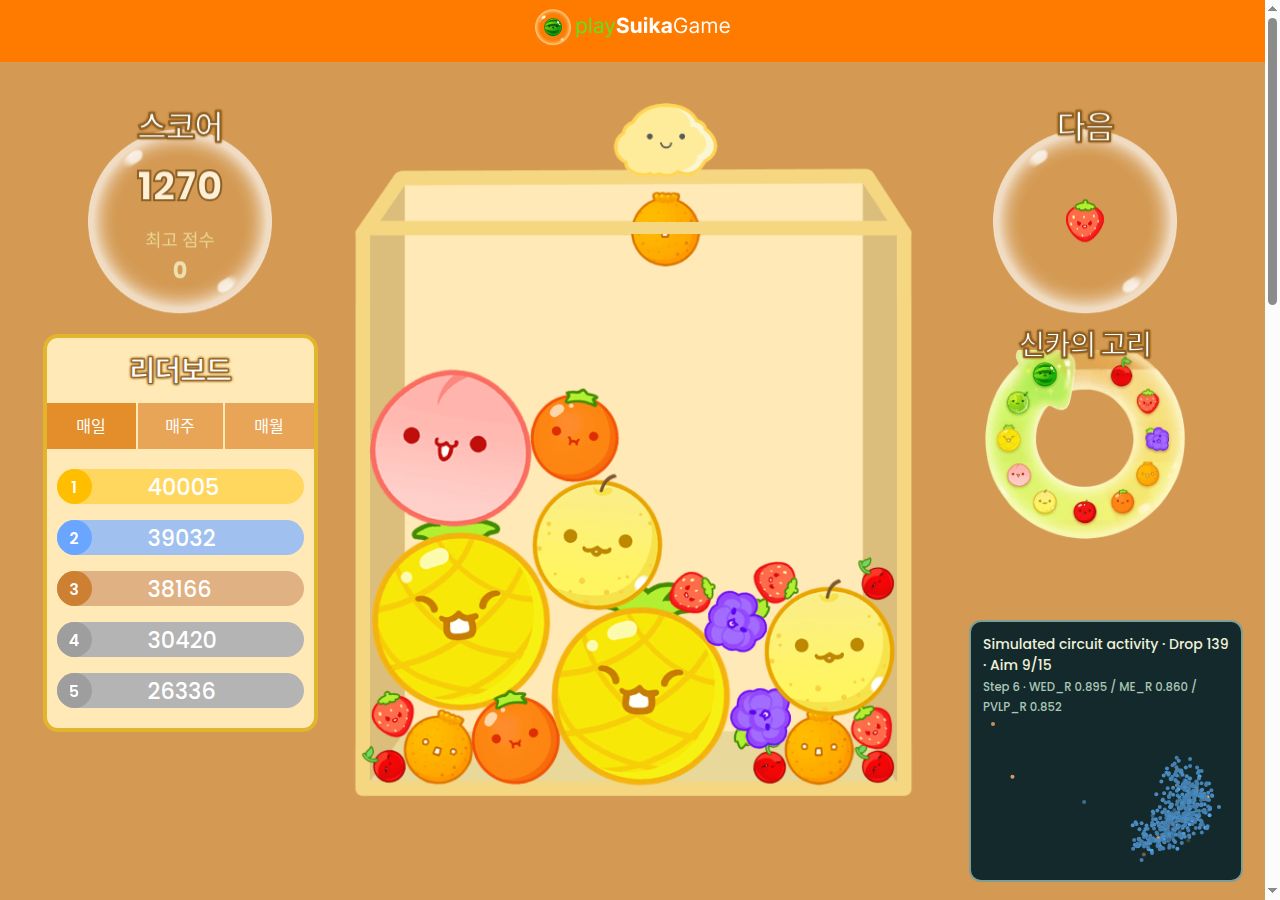 playSuikaGame
스코어
1270
최고 점수
0
다음
리더보드
매일 매주 매월
1 40005
2 39032
3 38166
4 30420
5 26336
신카의 고리
Simulated circuit activity · Drop 139
· Aim 9/15
Step 6 · WED_R 0.895 / ME_R 0.860 /
PVLP_R 0.852